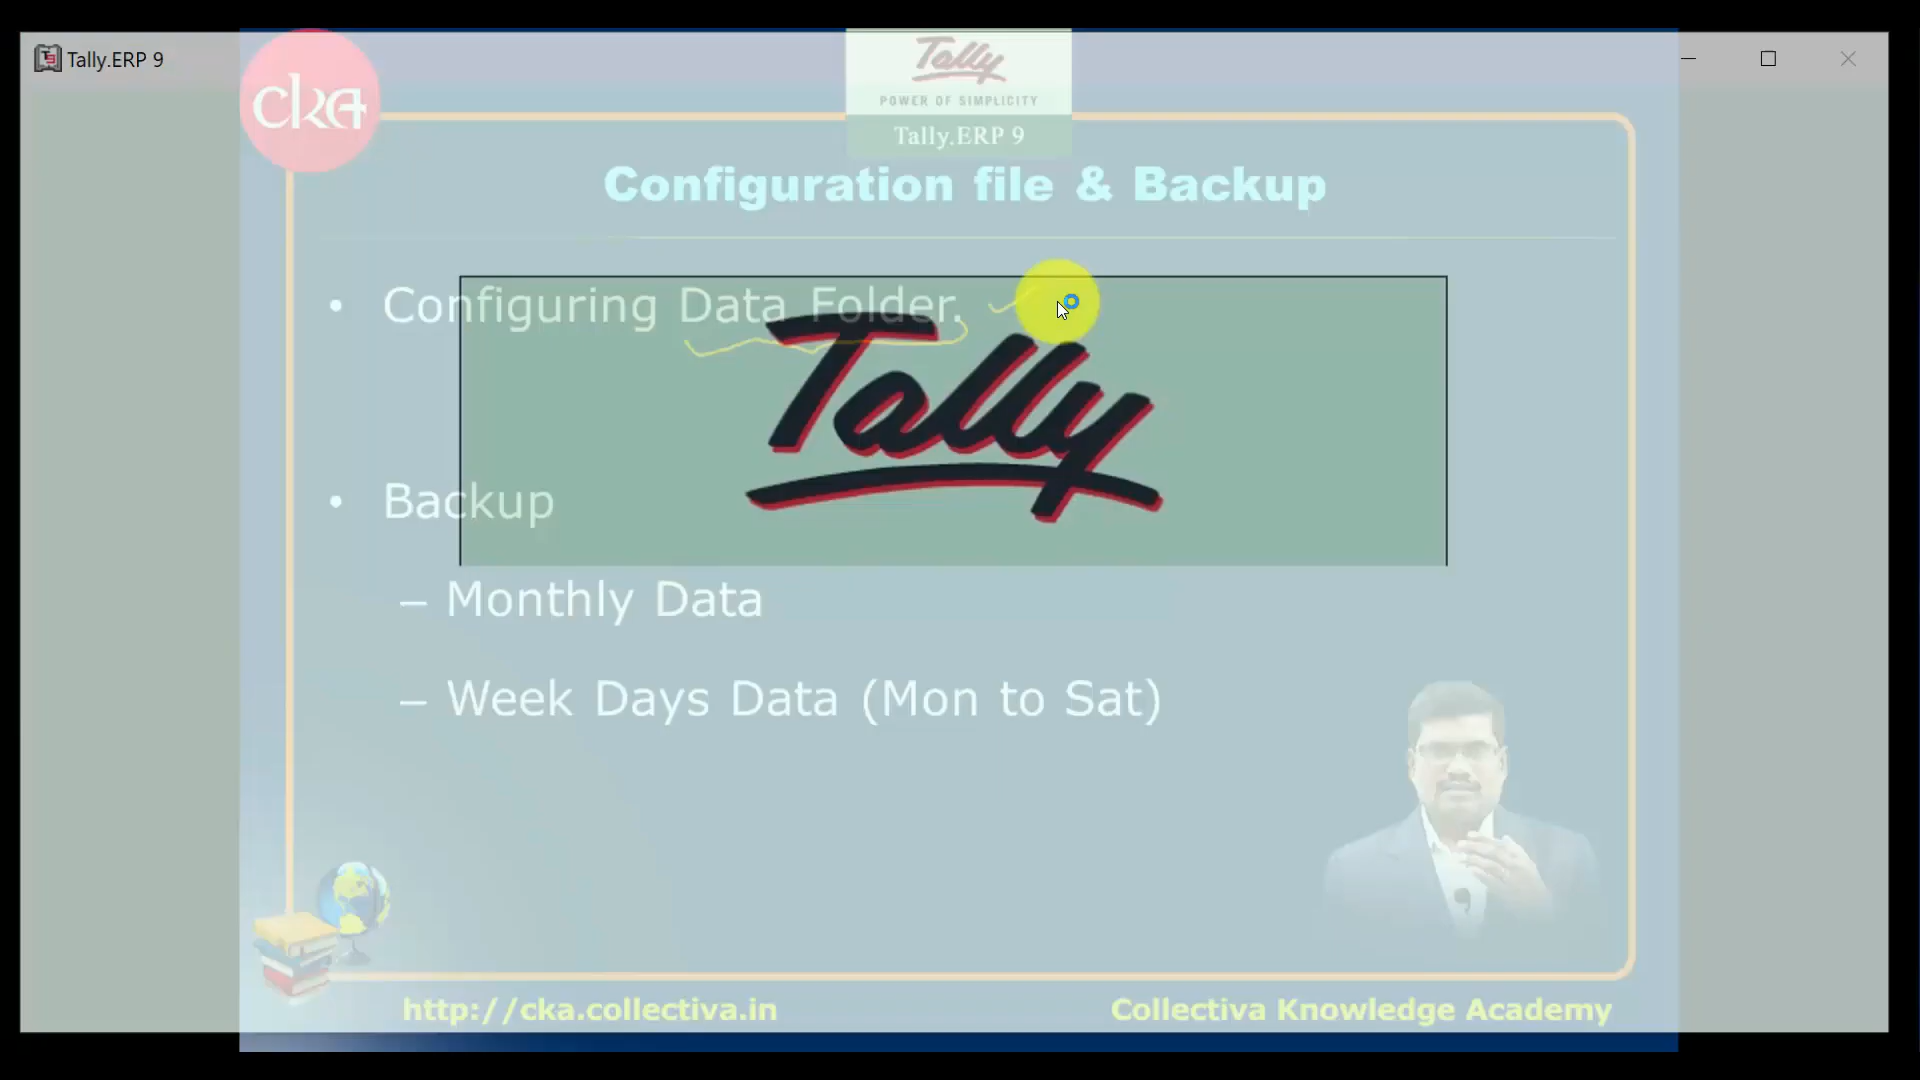 Tally.ERP 9
cka
Tally
POWER OF SIMPLICITY
Tally.ERP 9
Configuration file & Backup
• Configuring Data Folder.
Tally
• Backup
– Monthly Data
– Week Days Data (Mon to Sat)
http://cka.collectiva.in
Collectiva Knowledge Academy